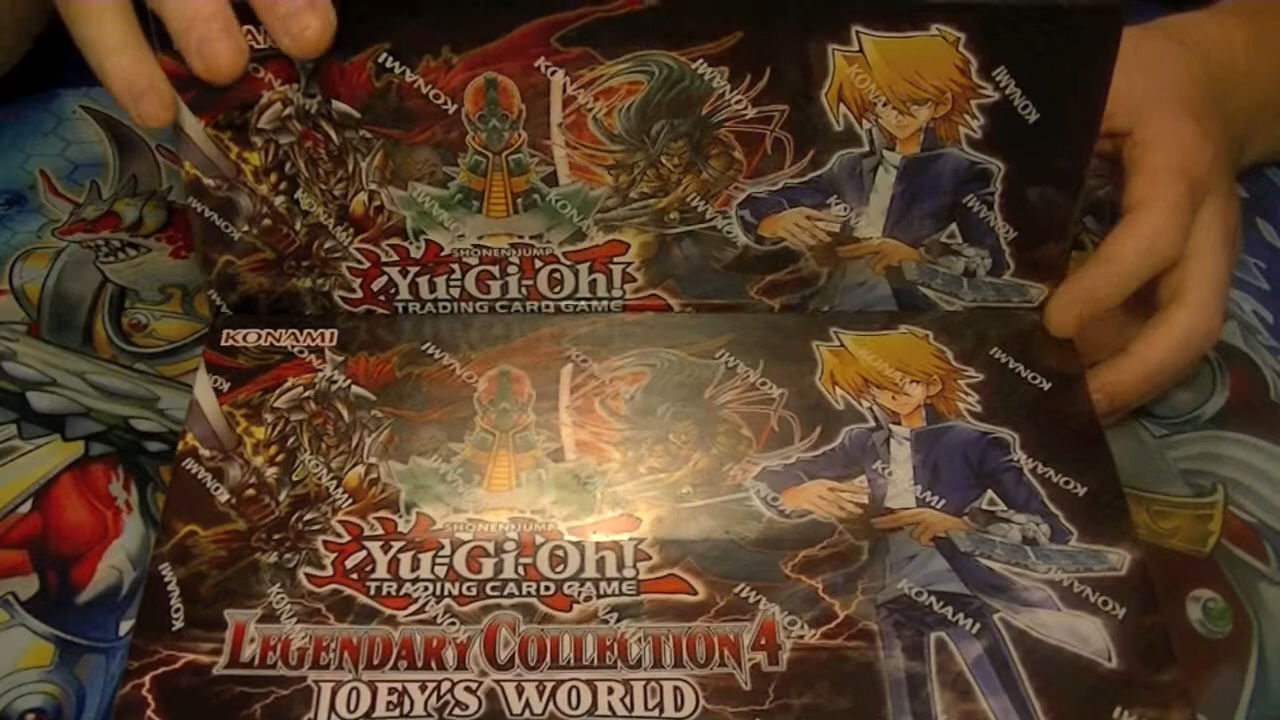 KONAMI
SHONEN JUMP
Yu-Gi-Oh!
TRADING CARD GAME
KONAMI
SHONEN JUMP
Yu-Gi-Oh!
TRADING CARD GAME
LEGENDARY COLLECTION 4
JOEY'S WORLD